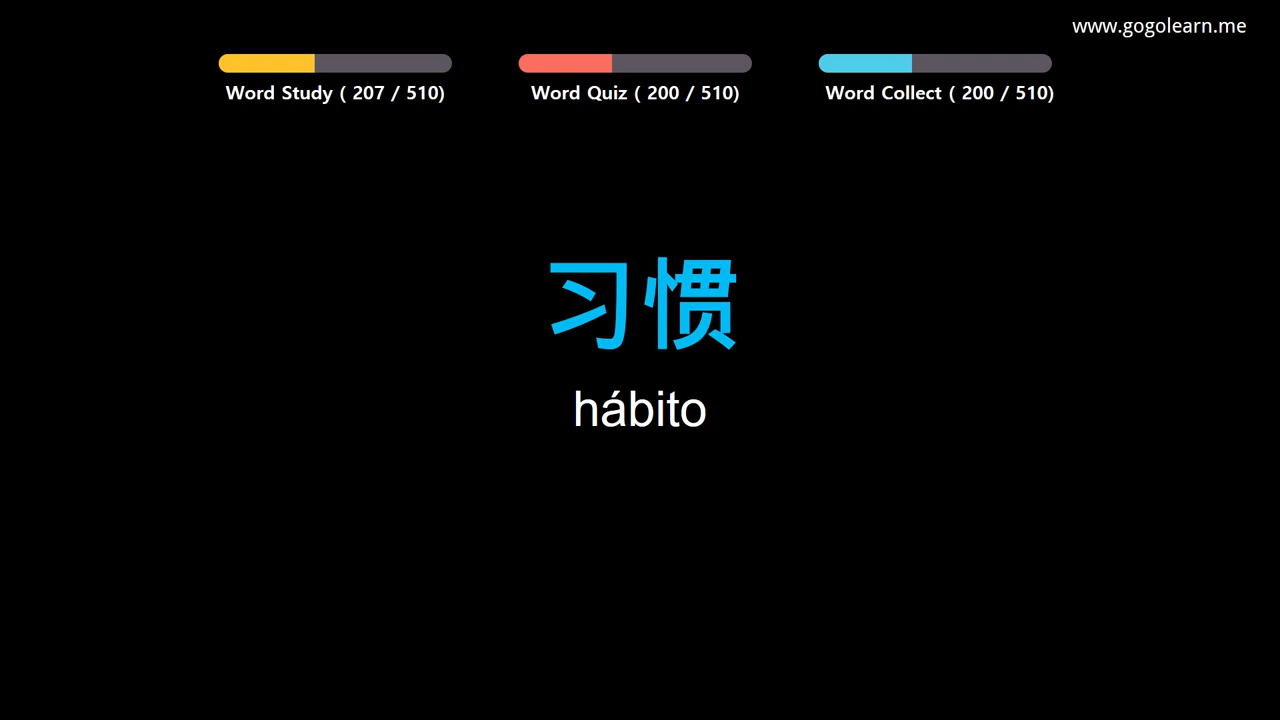 www.gogolearn.me
Word Study ( 207 / 510)
Word Quiz ( 200 / 510)
Word Collect ( 200 / 510)
习惯
hábito